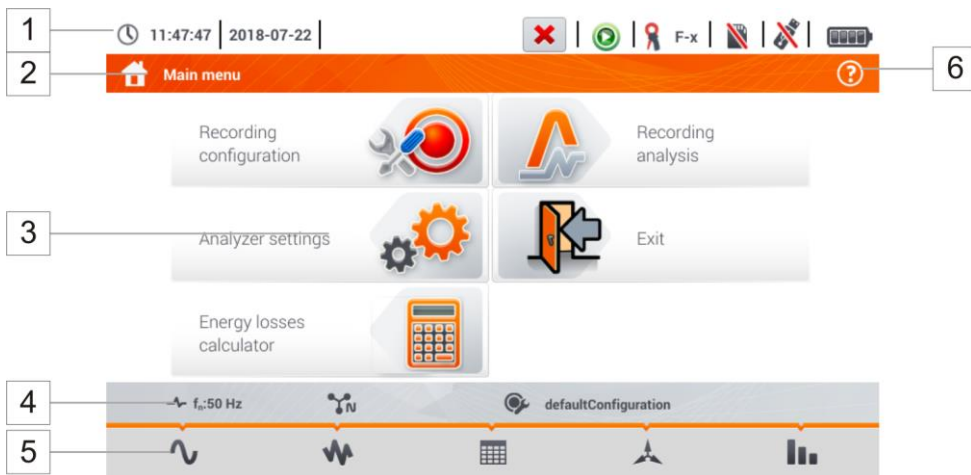 1
11:47:47 2018-07-22 F-x
2
Main menu
?
6
Recording
configuration
Recording
analysis
3
Analyzer settings
Exit
Energy losses
calculator
4
fn:50 Hz
N
defaultConfiguration
5